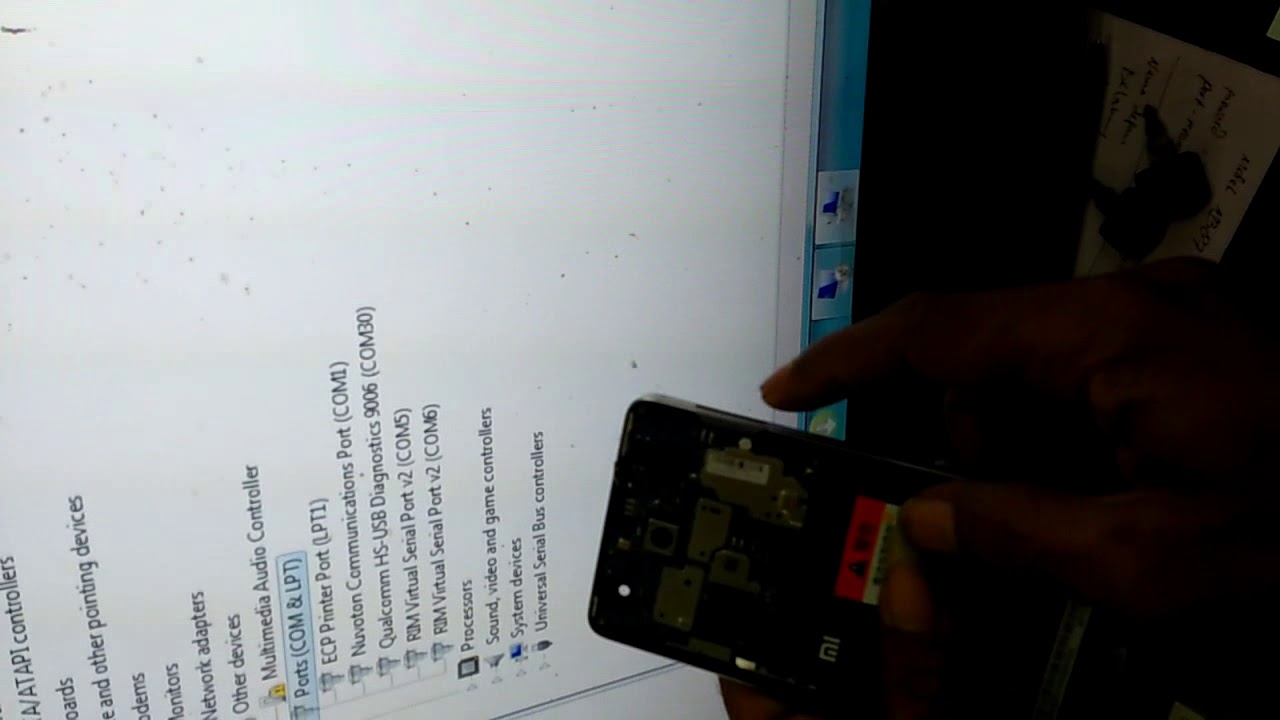 A/ATAPI controllers
oards
e and other pointing devices
odems
onitors
Network adapters
Other devices
Multimedia Audio Controller
Ports (COM & LPT)
ECP Printer Port (LPT1)
Nuvoton Communications Port (COM1)
Qualcomm HS-USB Diagnostics 9006 (COM30)
RIM Virtual Serial Port v2 (COM5)
RIM Virtual Serial Port v2 (COM6)
Processors
Sound, video and game controllers
System devices
Universal Serial Bus controllers
mi